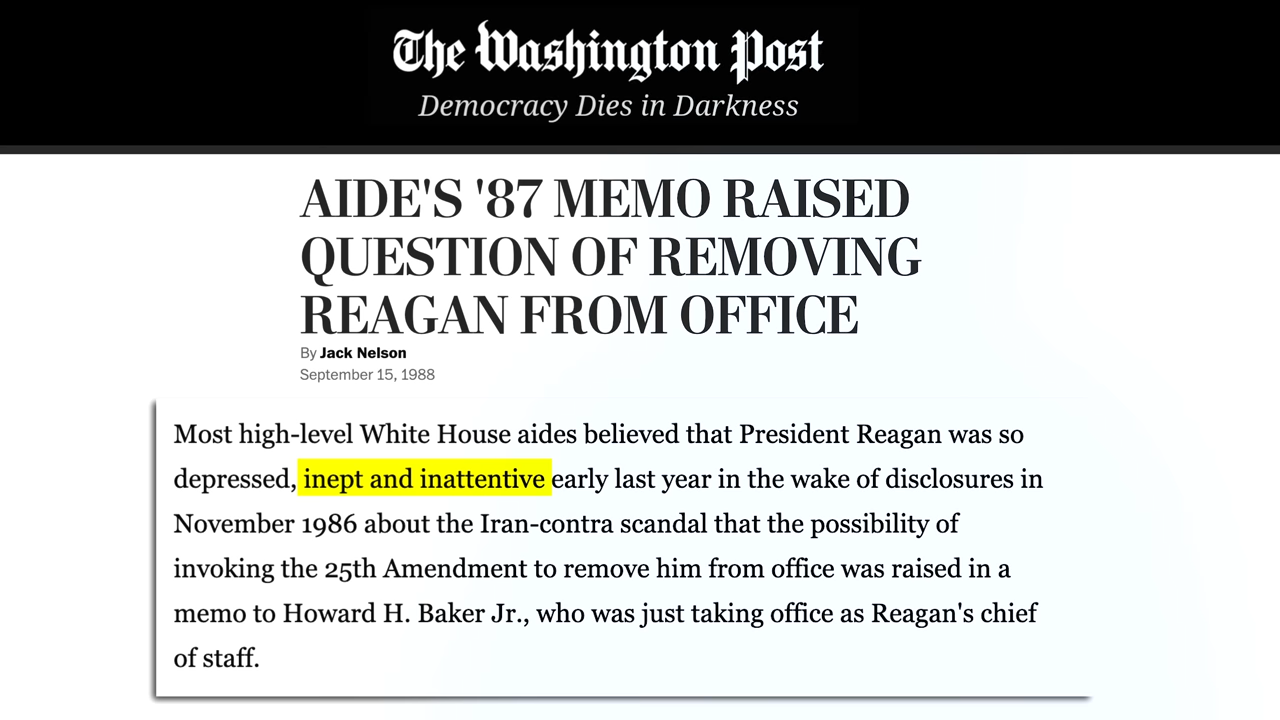 The Washington Post
Democracy Dies in Darkness
AIDE'S '87 MEMO RAISED
QUESTION OF REMOVING
REAGAN FROM OFFICE
By Jack Nelson
September 15, 1988
Most high-level White House aides believed that President Reagan was so
depressed, inept and inattentive early last year in the wake of disclosures in
November 1986 about the Iran-contra scandal that the possibility of
invoking the 25th Amendment to remove him from office was raised in a
memo to Howard H. Baker Jr., who was just taking office as Reagan's chief
of staff.